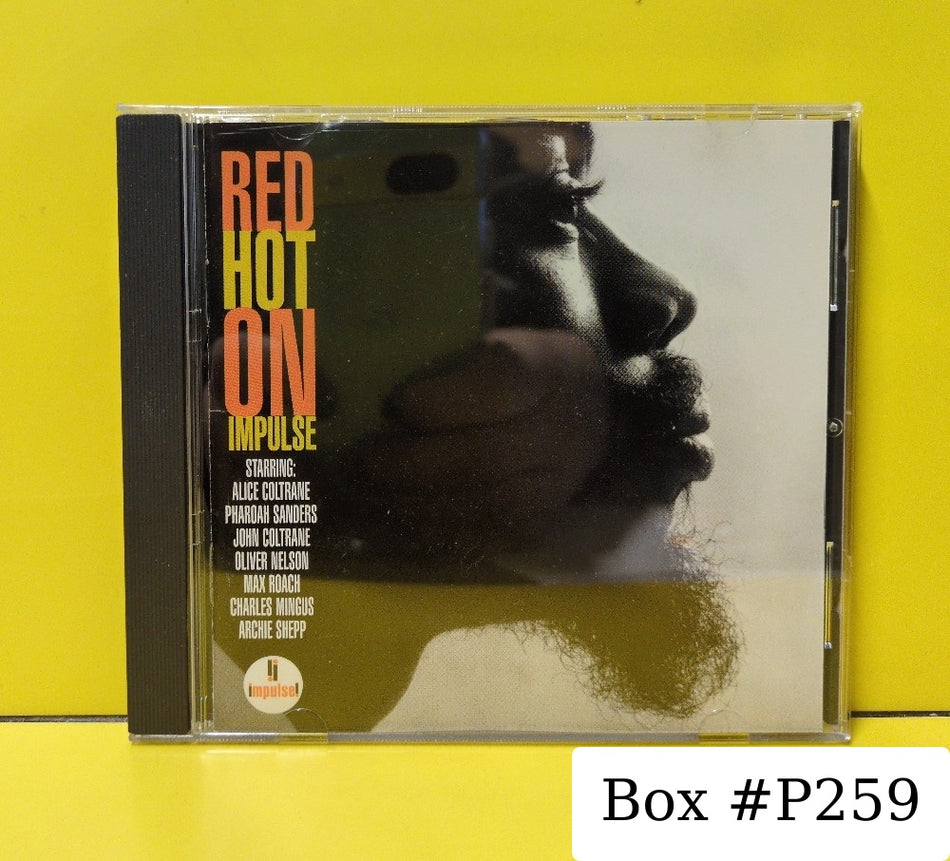 RED
HOT
ON
IMPULSE
STARRING:
ALICE COLTRANE
PHAROAH SANDERS
JOHN COLTRANE
OLIVER NELSON
MAX ROACH
CHARLES MINGUS
ARCHIE SHEPP
impulse!
Box #P259